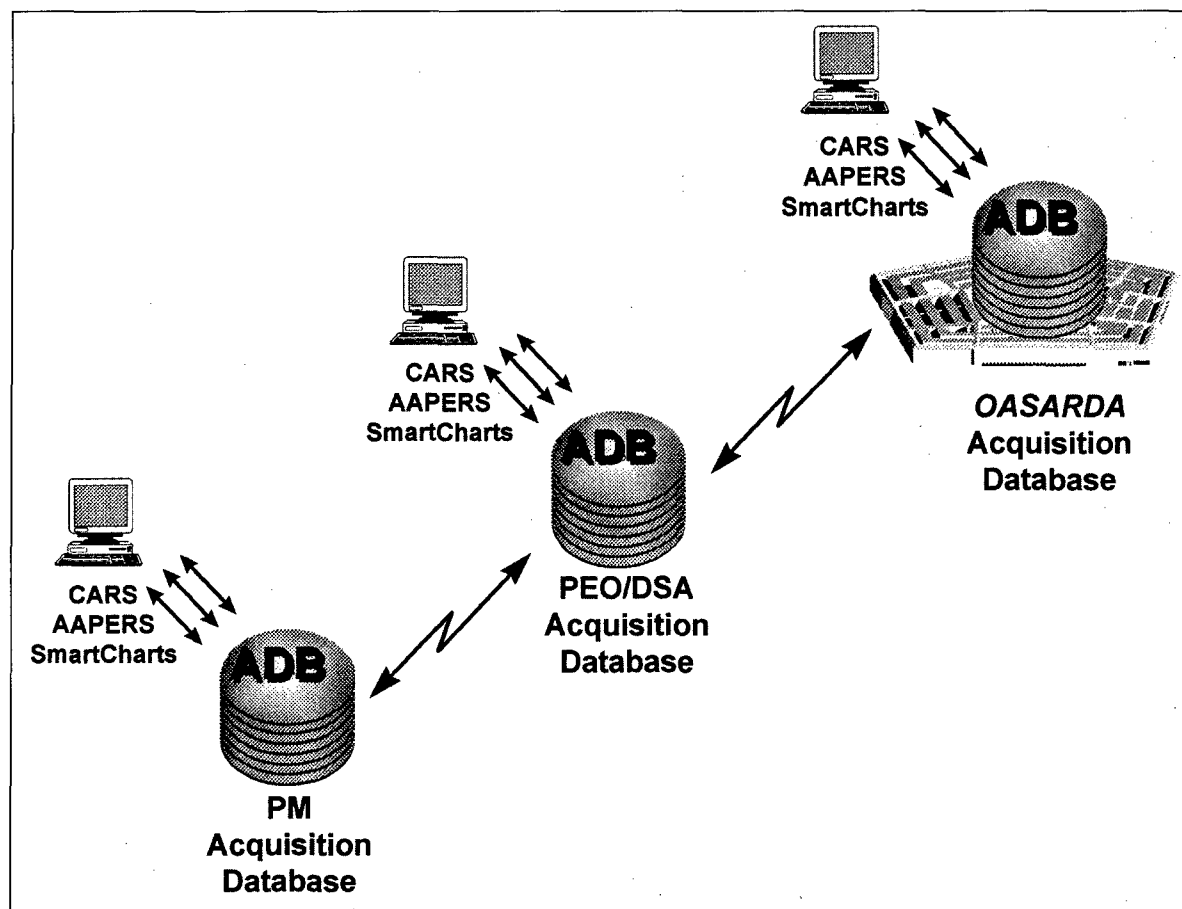 CARS
AAPERS
SmartCharts
ADB
OASARDA
Acquisition
Database
CARS
AAPERS
SmartCharts
ADB
PEO/DSA
Acquisition
Database
CARS
AAPERS
SmartCharts
ADB
PM
Acquisition
Database